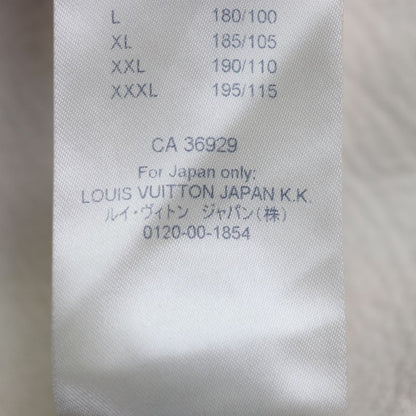 L 180/100
XL 185/105
XXL 190/110
XXXL 195/115
CA 36929
For Japan only:
LOUIS VUITTON JAPAN K.K.
ルイ・ヴィトン ジャパン(株)
0120-00-1854